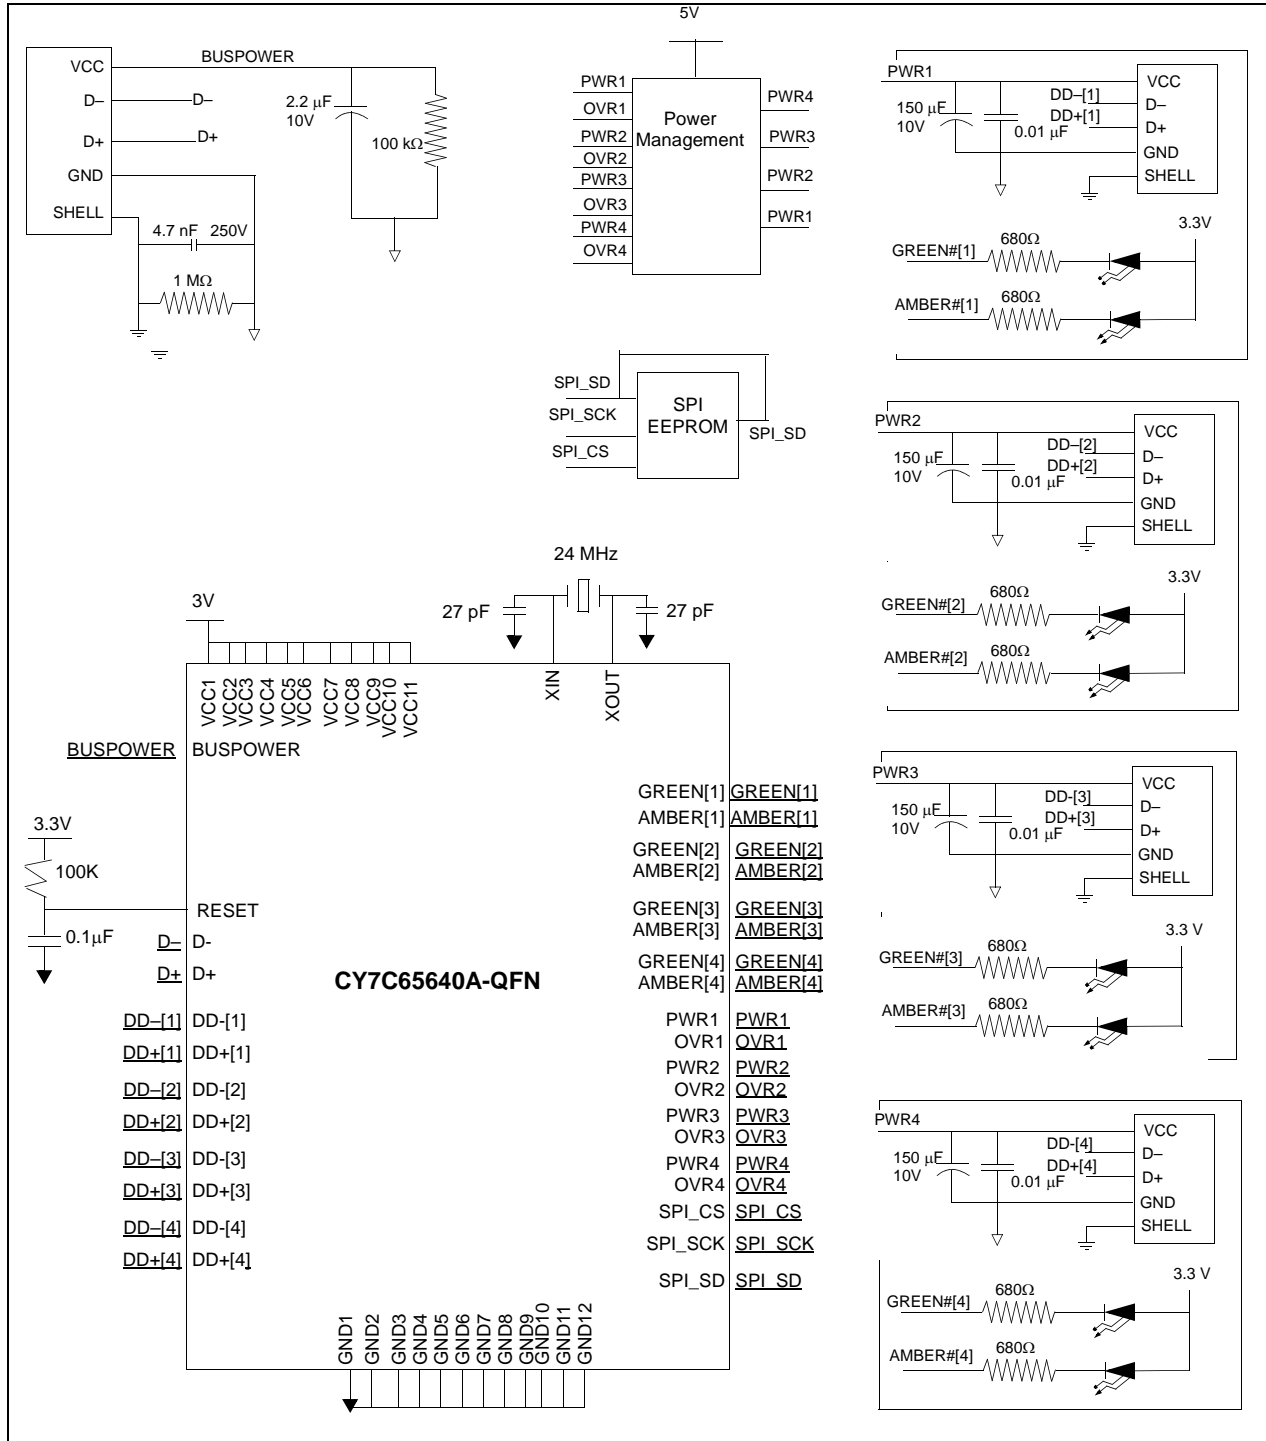 BUSPOWER
VCC
D–
D–
D+
D+
GND
SHELL
2.2 µF
10V
100 kΩ
4.7 nF 250V
1 MΩ
5V
PWR1
OVR1
PWR2
OVR2
PWR3
OVR3
PWR4
OVR4
Power
Management
PWR4
PWR3
PWR2
PWR1
SPI_SD
SPI_SCK
SPI_CS
SPI
EEPROM
SPI_SD
PWR1
150 µF
10V
0.01 µF
DD–[1]
DD+[1]
VCC
D–
D+
GND
SHELL
3.3V
GREEN#[1]
680Ω
AMBER#[1]
680Ω
PWR2
150 µF
10V
0.01 µF
DD–[2]
DD+[2]
VCC
D–
D+
GND
SHELL
3.3V
GREEN#[2]
680Ω
AMBER#[2]
680Ω
PWR3
150 µF
10V
0.01 µF
DD-[3]
DD+[3]
VCC
D–
D+
GND
SHELL
3.3 V
GREEN#[3]
680Ω
AMBER#[3]
680Ω
PWR4
150 µF
10V
0.01 µF
DD-[4]
DD+[4]
VCC
D–
D+
GND
SHELL
3.3 V
GREEN#[4]
680Ω
AMBER#[4]
680Ω
24 MHz
27 pF
27 pF
3V
VCC1
VCC2
VCC3
VCC4
VCC5
VCC6
VCC7
VCC8
VCC9
VCC10
VCC11
XIN
XOUT
BUSPOWER BUSPOWER
3.3V
100K
RESET
0.1µF
D– D-
D+ D+
CY7C65640A-QFN
DD–[1] DD-[1]
DD+[1] DD+[1]
DD–[2] DD-[2]
DD+[2] DD+[2]
DD–[3] DD-[3]
DD+[3] DD+[3]
DD–[4] DD-[4]
DD+[4] DD+[4]
GREEN[1] GREEN[1]
AMBER[1] AMBER[1]
GREEN[2] GREEN[2]
AMBER[2] AMBER[2]
GREEN[3] GREEN[3]
AMBER[3] AMBER[3]
GREEN[4] GREEN[4]
AMBER[4] AMBER[4]
PWR1 PWR1
OVR1 OVR1
PWR2 PWR2
OVR2 OVR2
PWR3 PWR3
OVR3 OVR3
PWR4 PWR4
OVR4 OVR4
SPI_CS SPI_CS
SPI_SCK SPI_SCK
SPI_SD SPI_SD
GND1
GND2
GND3
GND4
GND5
GND6
GND7
GND8
GND9
GND10
GND11
GND12